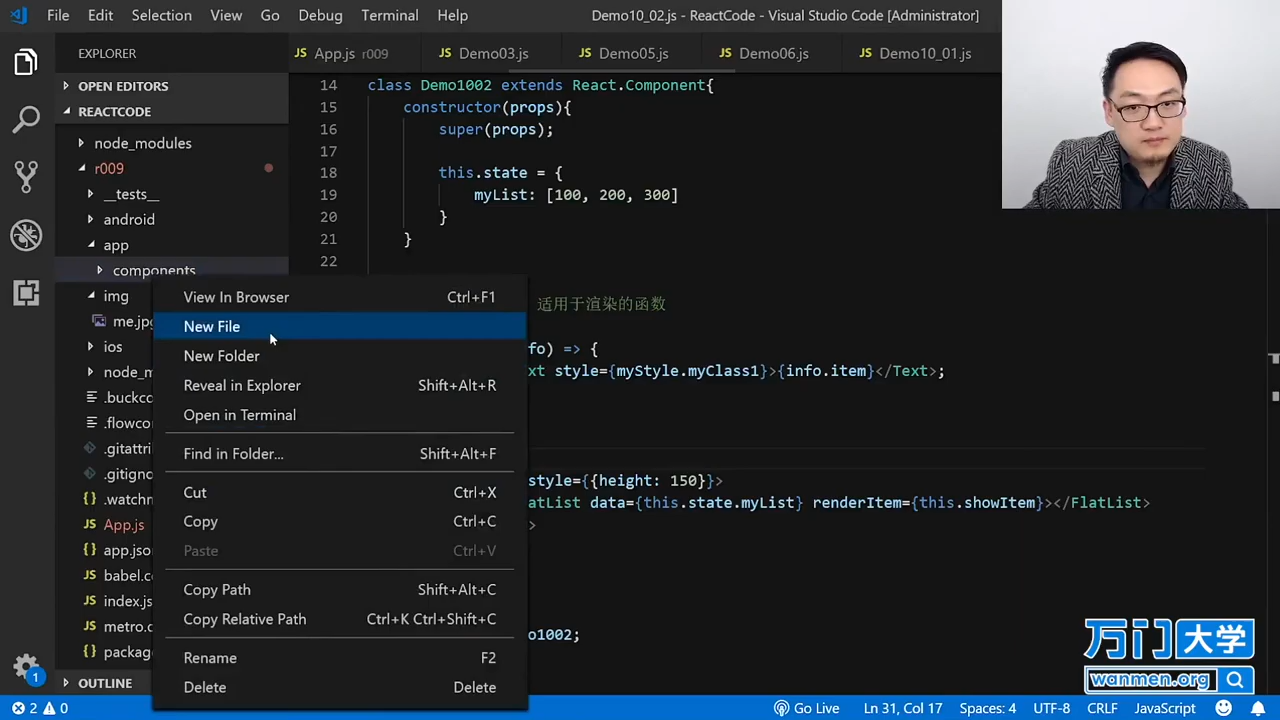 File Edit Selection View Go Debug Terminal Help Demo10_02.js - ReactCode - Visual Studio Code [Administrator]
EXPLORER
JS App.js r009 JS Demo03.js JS Demo05.js JS Demo06.js JS Demo10_01.js
OPEN EDITORS
REACTCODE
node_modules
r009
__tests__
android
app
components
img
me.jpg
ios
node_m
.buckco
.flowcon
.gitattri
.gitigno
{} .watchm
JS App.js
{} app.jso
babel.c
JS index.js
JS metro.c
{} packag
OUTLINE
14 class Demo1002 extends React.Component{
15 constructor(props){
16 super(props);
17
18 this.state = {
19 myList: [100, 200, 300]
20 }
21 }
22
适用于渲染的函数
fo) => {
xt style={myStyle.myClass1}>{info.item}</Text>;
style={{height: 150}}>
atList data={this.state.myList} renderItem={this.showItem}></FlatList>
>
o1002;
View In Browser Ctrl+F1
New File
New Folder
Reveal in Explorer Shift+Alt+R
Open in Terminal
Find in Folder... Shift+Alt+F
Cut Ctrl+X
Copy Ctrl+C
Paste Ctrl+V
Copy Path Shift+Alt+C
Copy Relative Path Ctrl+K Ctrl+Shift+C
Rename F2
Delete Delete
万门大学
wanmen.org
1
2 0 Go Live Ln 31, Col 17 Spaces: 4 UTF-8 CRLF JavaScript